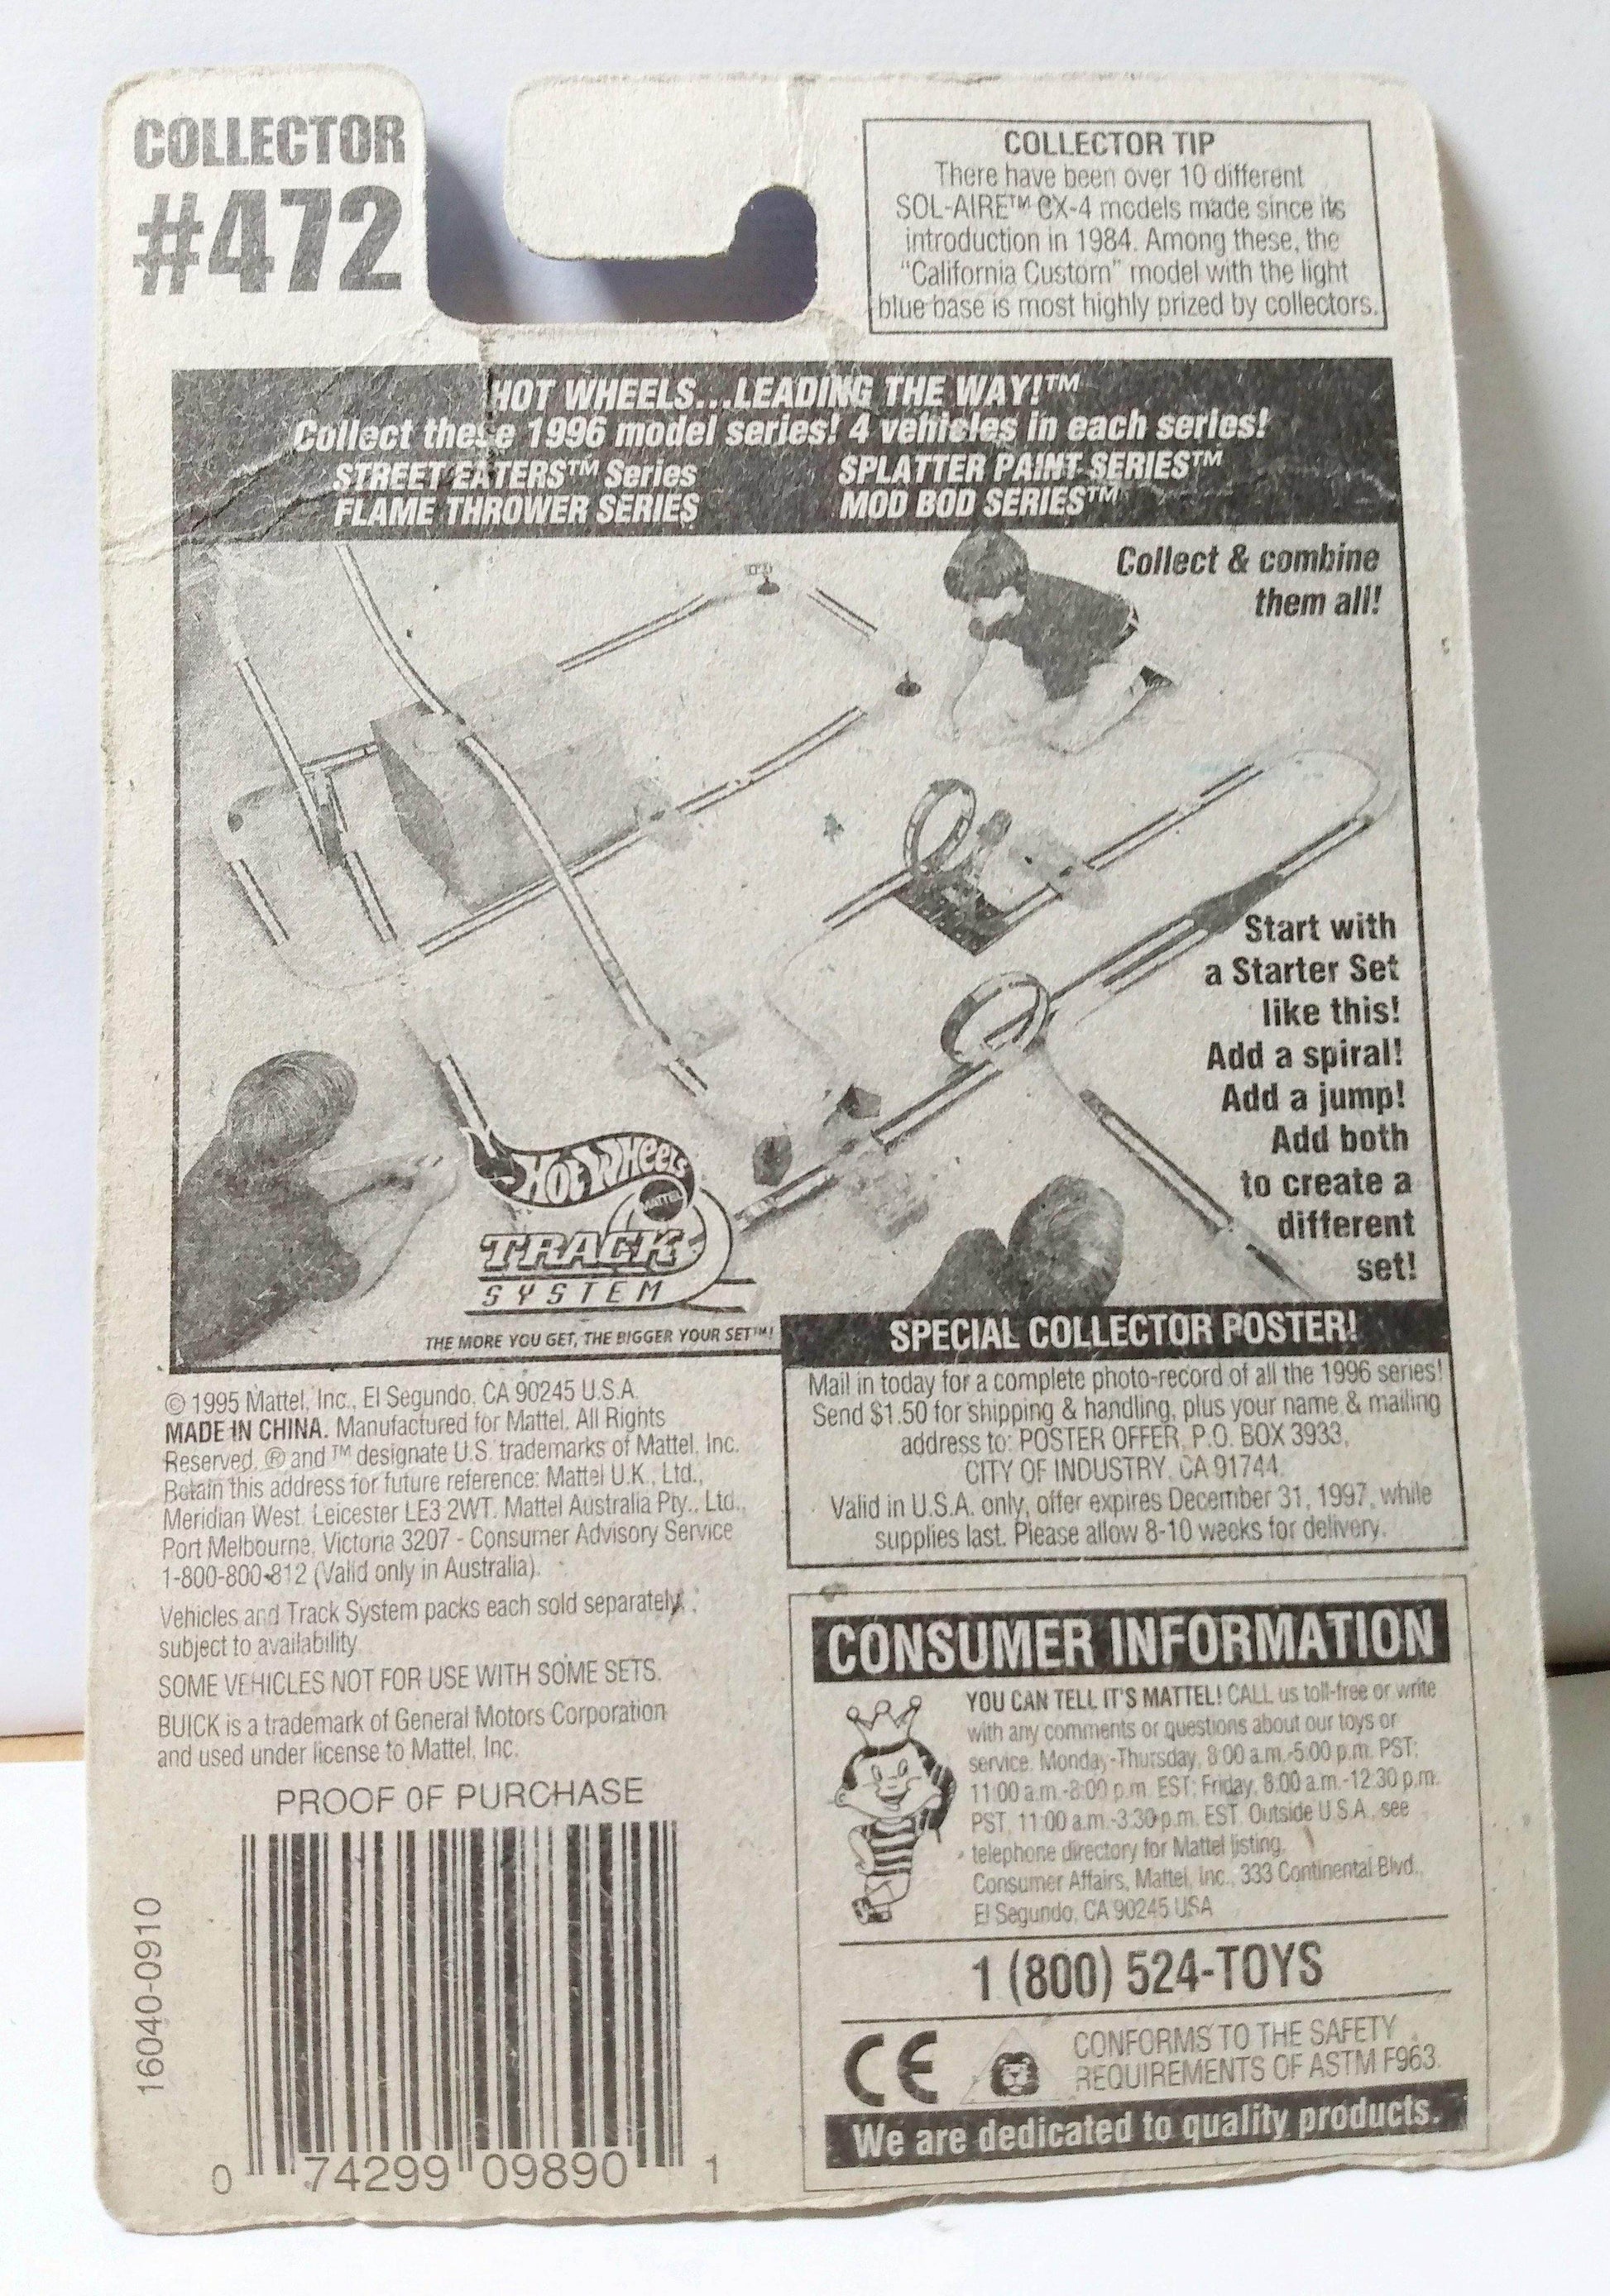 COLLECTOR
#472
COLLECTOR TIP
There have been over 10 different
SOL-AIRE™ CX-4 models made since its
introduction in 1984. Among these, the
"California Custom" model with the light
blue base is most highly prized by collectors.
HOT WHEELS...LEADING THE WAY!™
Collect these 1996 model series! 4 vehicles in each series!
STREET EATERS™ Series
FLAME THROWER SERIES
SPLATTER PAINT SERIES™
MOD BOD SERIES™
Collect & combine
them all!
Start with
a Starter Set
like this!
Add a spiral!
Add a jump!
Add both
to create a
different
set!
HOT WHEELS
MATTEL
TRACK
SYSTEM
THE MORE YOU GET, THE BIGGER YOUR SET™!
SPECIAL COLLECTOR POSTER!
Mail in today for a complete photo-record of all the 1996 series!
Send $1.50 for shipping & handling, plus your name & mailing
address to: POSTER OFFER, P.O. BOX 3933,
CITY OF INDUSTRY, CA 91744.
Valid in U.S.A. only, offer expires December 31, 1997, while
supplies last. Please allow 8-10 weeks for delivery.
© 1995 Mattel, Inc., El Segundo, CA 90245 U.S.A.
MADE IN CHINA. Manufactured for Mattel. All Rights
Reserved. ® and ™ designate U.S. trademarks of Mattel, Inc.
Retain this address for future reference: Mattel U.K., Ltd.,
Meridian West, Leicester LE3 2WT. Mattel Australia Pty., Ltd.,
Port Melbourne, Victoria 3207 - Consumer Advisory Service
1-800-800-812 (Valid only in Australia).
Vehicles and Track System packs each sold separately,
subject to availability.
SOME VEHICLES NOT FOR USE WITH SOME SETS.
BUICK is a trademark of General Motors Corporation
and used under license to Mattel, Inc.
PROOF OF PURCHASE
16040-0910
0 74299 09890 1
CONSUMER INFORMATION
YOU CAN TELL IT'S MATTEL! CALL us toll-free or write
with any comments or questions about our toys or
service. Monday-Thursday, 8:00 a.m.-5:00 p.m. PST;
11:00 a.m.-8:00 p.m. EST; Friday, 8:00 a.m.-12:30 p.m.
PST, 11:00 a.m.-3:30 p.m. EST. Outside U.S.A., see
telephone directory for Mattel listing.
Consumer Affairs, Mattel, Inc., 333 Continental Blvd.,
El Segundo, CA 90245 USA
1 (800) 524-TOYS
CE
CONFORMS TO THE SAFETY
REQUIREMENTS OF ASTM F963.
We are dedicated to quality products.